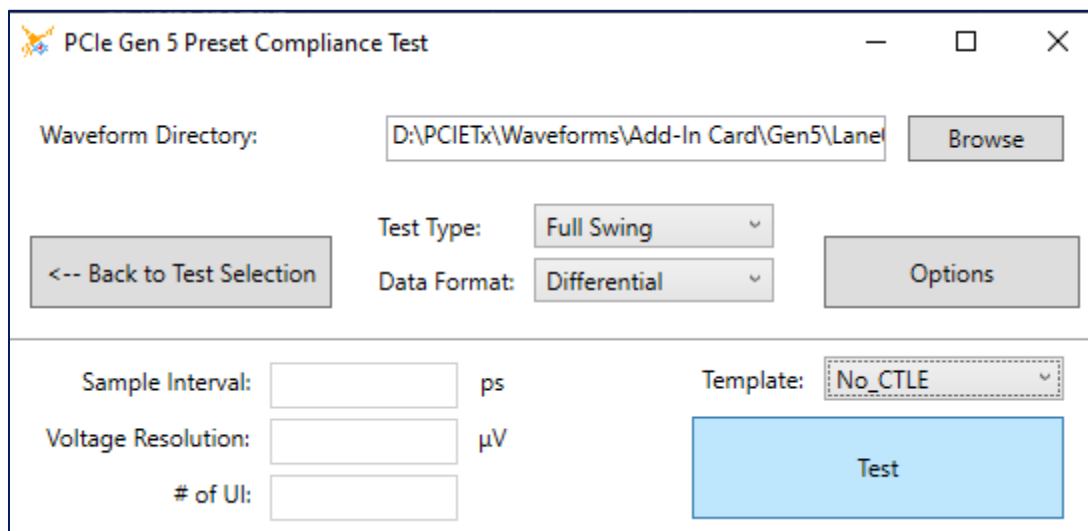 PCIe Gen 5 Preset Compliance Test
Waveform Directory:
D:\PCIETx\Waveforms\Add-In Card\Gen5\Lane
Browse
Test Type:
Full Swing
<-- Back to Test Selection
Data Format:
Differential
Options
Sample Interval:
ps
Template:
No_CTLE
Voltage Resolution:
µV
Test
# of UI: